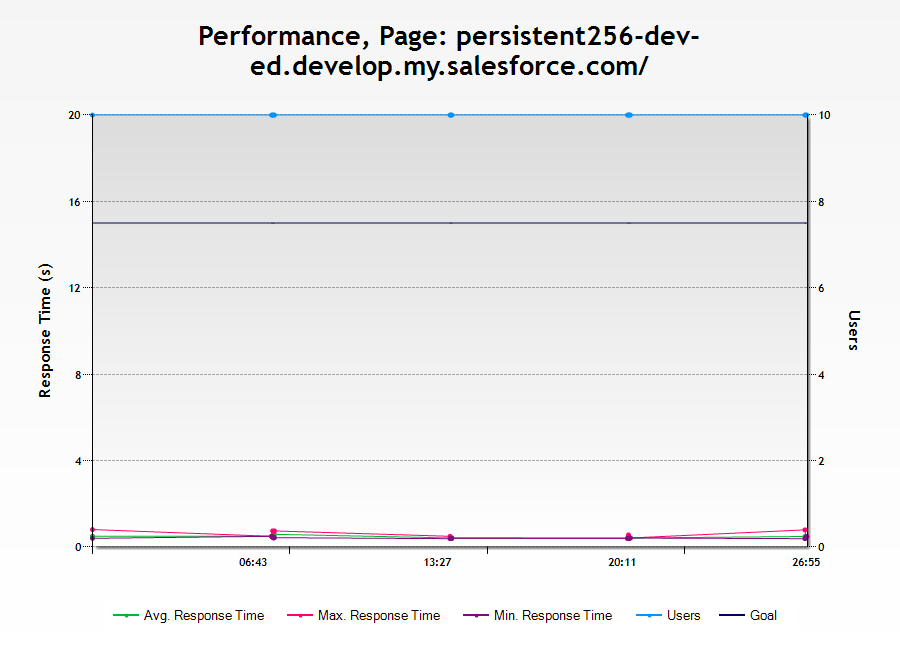 Performance, Page: persistent256-dev-
ed.develop.my.salesforce.com/
20
16
12
8
4
0
Response Time (s)
10
8
6
4
2
0
Users
06:43 13:27 20:11 26:55
Avg. Response Time Max. Response Time Min. Response Time Users Goal